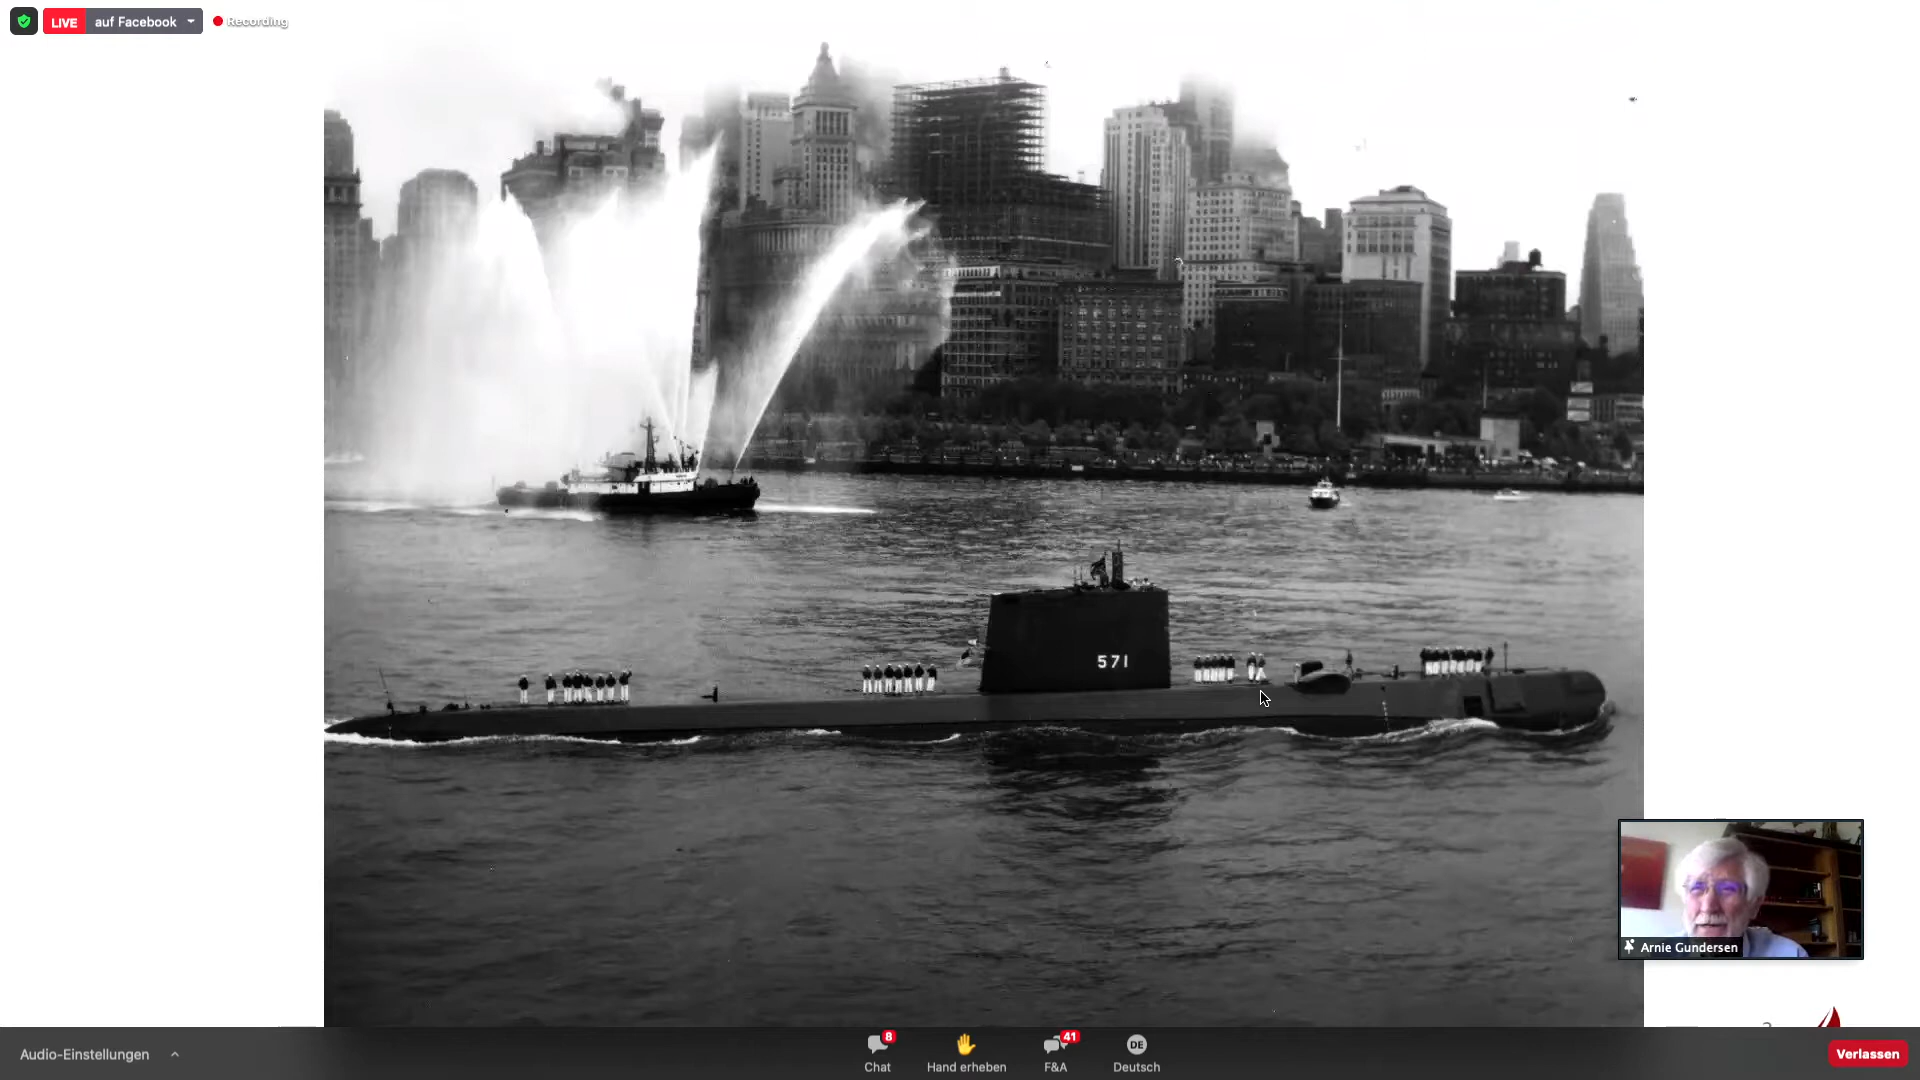 LIVE auf Facebook Recording
571
Arnie Gundersen
Audio-Einstellungen
8 41 DE
Chat Hand erheben F&A Deutsch Verlassen